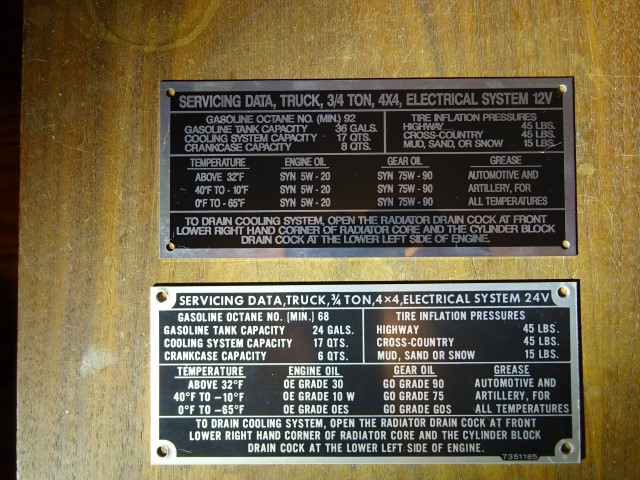 SERVICING DATA, TRUCK, 3/4 TON, 4X4, ELECTRICAL SYSTEM 12V
GASOLINE OCTANE NO. (MIN.) 92
GASOLINE TANK CAPACITY 36 GALS.
COOLING SYSTEM CAPACITY 17 QTS.
CRANKCASE CAPACITY 8 QTS.
TIRE INFLATION PRESSURES
HIGHWAY 45 LBS.
CROSS-COUNTRY 45 LBS.
MUD, SAND, OR SNOW 15 LBS.
TEMPERATURE ENGINE OIL GEAR OIL GREASE
ABOVE 32°F SYN 5W - 20 SYN 75W - 90 AUTOMOTIVE AND
40°F TO - 10°F SYN 5W - 20 SYN 75W - 90 ARTILLERY, FOR
0°F TO - 65°F SYN 5W - 20 SYN 75W - 90 ALL TEMPERATURES
TO DRAIN COOLING SYSTEM, OPEN THE RADIATOR DRAIN COCK AT FRONT
LOWER RIGHT HAND CORNER OF RADIATOR CORE AND THE CYLINDER BLOCK
DRAIN COCK AT THE LOWER LEFT SIDE OF ENGINE.
SERVICING DATA, TRUCK, ¾ TON, 4×4, ELECTRICAL SYSTEM 24V
GASOLINE OCTANE NO. (MIN.) 68
GASOLINE TANK CAPACITY 24 GALS.
COOLING SYSTEM CAPACITY 17 QTS.
CRANKCASE CAPACITY 6 QTS.
TIRE INFLATION PRESSURES
HIGHWAY 45 LBS.
CROSS-COUNTRY 45 LBS.
MUD, SAND OR SNOW 15 LBS.
TEMPERATURE ENGINE OIL GEAR OIL GREASE
ABOVE 32°F OE GRADE 30 GO GRADE 90 AUTOMOTIVE AND
40°F TO —10°F OE GRADE 10 W GO GRADE 75 ARTILLERY, FOR
0°F TO —65°F OE GRADE OES GO GRADE GOS ALL TEMPERATURES
TO DRAIN COOLING SYSTEM, OPEN THE RADIATOR DRAIN COCK AT FRONT
LOWER RIGHT HAND CORNER OF RADIATOR CORE AND THE CYLINDER BLOCK
DRAIN COCK AT THE LOWER LEFT SIDE OF ENGINE.
7351185